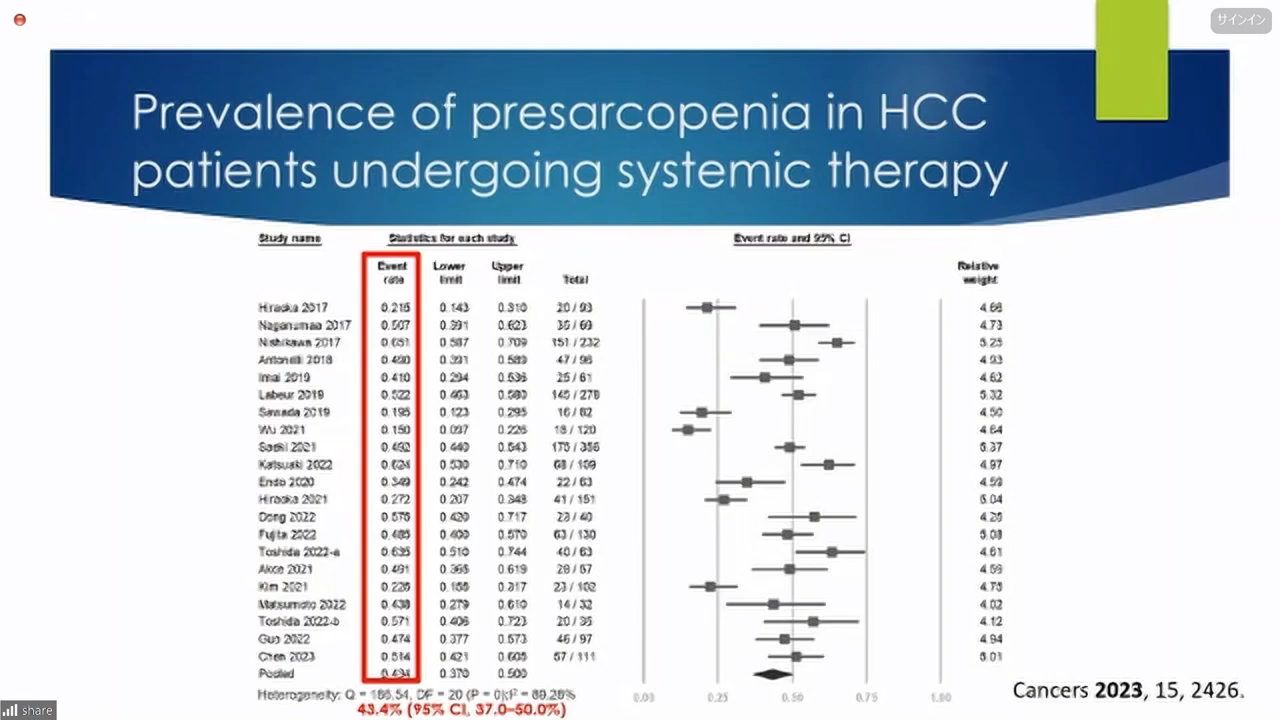 サインイン
Prevalence of presarcopenia in HCC
patients undergoing systemic therapy
Study name Statistics for each study Event rate and 95% CI
Event rate Lower limit Upper limit Total Relative weight
Hiraoka 2017 0.215 0.143 0.310 20 / 93 4.66
Naganuma 2017 0.507 0.391 0.623 35 / 69 4.73
Nishikawa 2017 0.651 0.587 0.709 151 / 232 5.25
Antonelli 2018 0.490 0.391 0.589 47 / 96 4.93
Imai 2019 0.410 0.294 0.536 25 / 61 4.62
Labeur 2019 0.522 0.463 0.580 145 / 278 5.32
Sawada 2019 0.195 0.123 0.295 16 / 82 4.50
Wu 2021 0.150 0.097 0.226 18 / 120 4.64
2021 0.492 0.440 0.543 175 / 356 5.37
Katsuaki 2022 0.624 0.530 0.710 68 / 109 4.97
Endo 2020 0.349 0.242 0.474 22 / 63 4.59
Hiraoka 2021 0.272 0.207 0.348 41 / 151 5.04
Dong 2022 0.575 0.420 0.717 23 / 40 4.26
Fujita 2022 0.485 0.400 0.570 63 / 130 5.08
Toshida 2022-a 0.635 0.510 0.744 40 / 63 4.61
Akce 2021 0.491 0.365 0.619 28 / 57 4.59
Kim 2021 0.225 0.155 0.317 23 / 102 4.75
Matsumoto 2022 0.438 0.279 0.610 14 / 32 4.02
Toshida 2022-b 0.571 0.406 0.723 20 / 35 4.12
Guo 2022 0.474 0.377 0.573 46 / 97 4.94
Chen 2023 0.514 0.421 0.605 57 / 111 5.01
Pooled 0.434 0.370 0.500
0.00 0.25 0.50 0.75 1.00
Heterogeneity: Q = DF = 20 (P = 0); I² =
43.4% (95% CI, 37.0–50.0%)
Cancers 2023, 15, 2426.
share